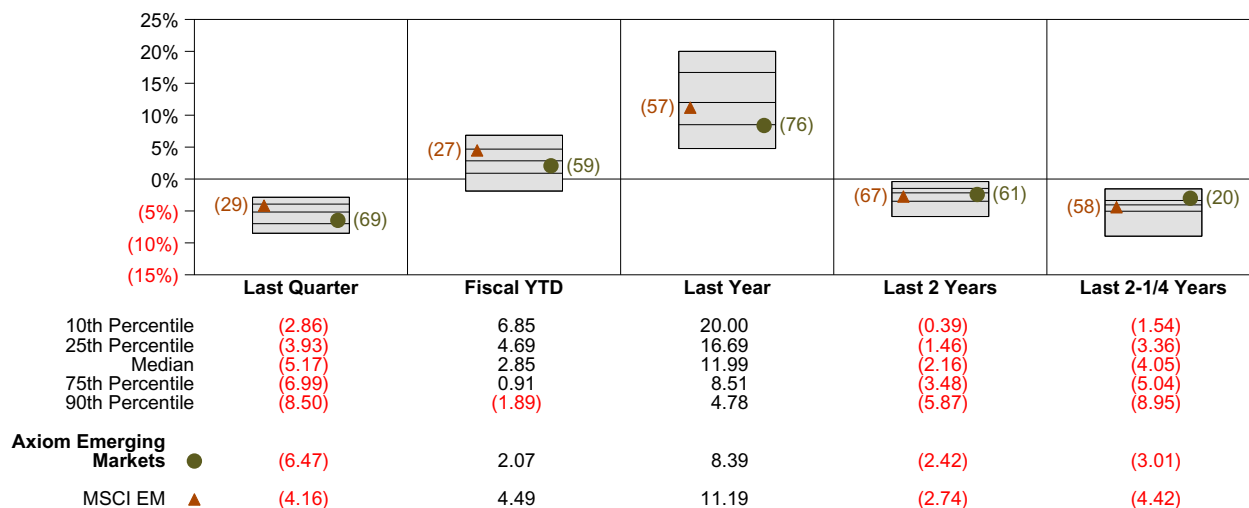 25%
20%
15%
10%
5%
0%
(5%)
(10%)
(15%)
(29) (69)
(27) (59)
(57) (76)
(67) (61)
(58) (20)
Last Quarter Fiscal YTD Last Year Last 2 Years Last 2-1/4 Years
10th Percentile (2.86) 6.85 20.00 (0.39) (1.54)
25th Percentile (3.93) 4.69 16.69 (1.46) (3.36)
Median (5.17) 2.85 11.99 (2.16) (4.05)
75th Percentile (6.99) 0.91 8.51 (3.48) (5.04)
90th Percentile (8.50) (1.89) 4.78 (5.87) (8.95)
Axiom Emerging
Markets (6.47) 2.07 8.39 (2.42) (3.01)
MSCI EM (4.16) 4.49 11.19 (2.74) (4.42)